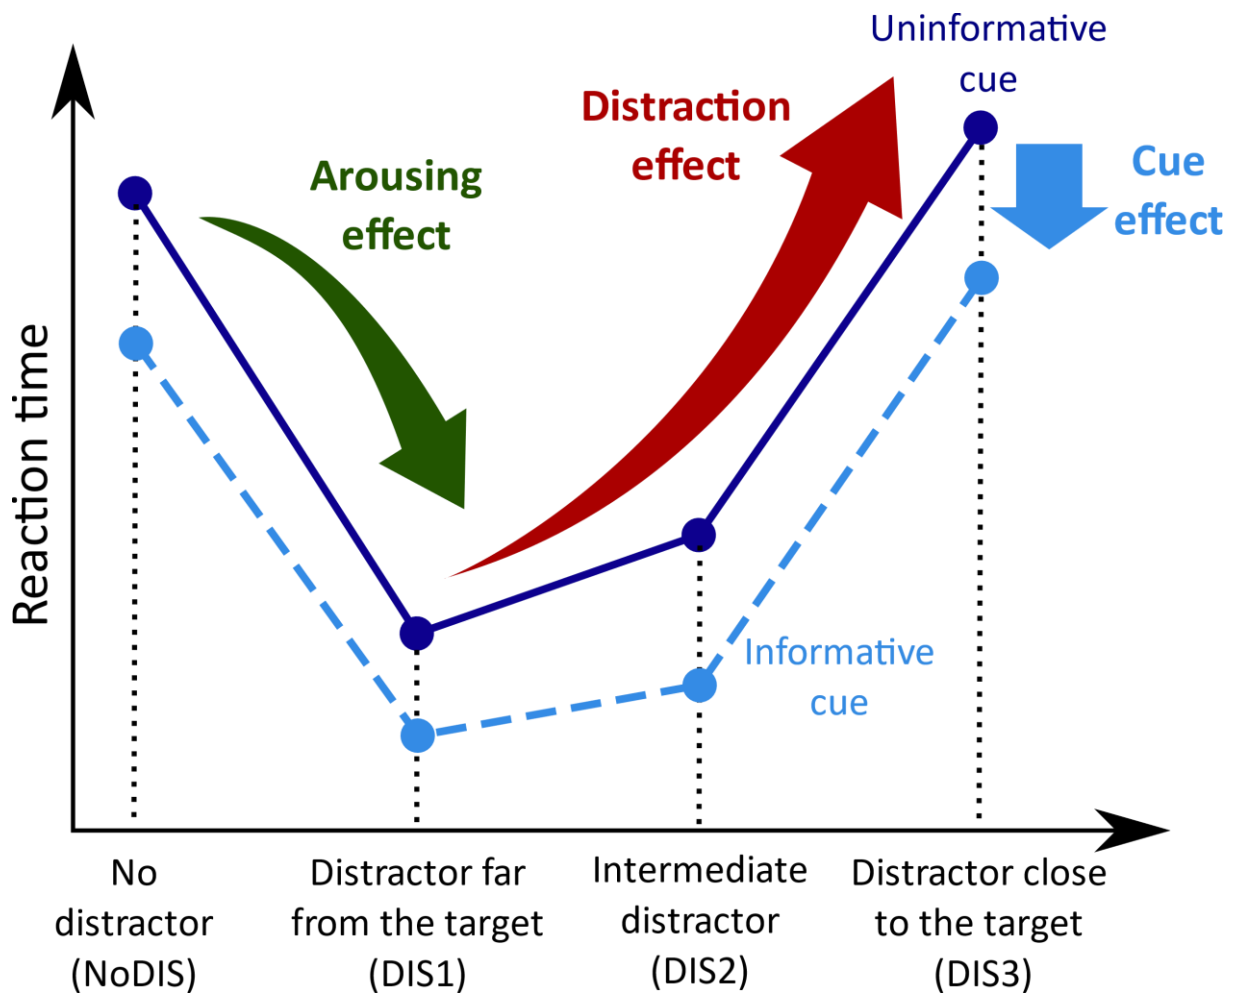 Uninformative
cue
Distraction
effect
Arousing
effect
Cue
effect
Reaction time
Informative
cue
No
distractor
(NoDIS)
Distractor far
from the target
(DIS1)
Intermediate
distractor
(DIS2)
Distractor close
to the target
(DIS3)